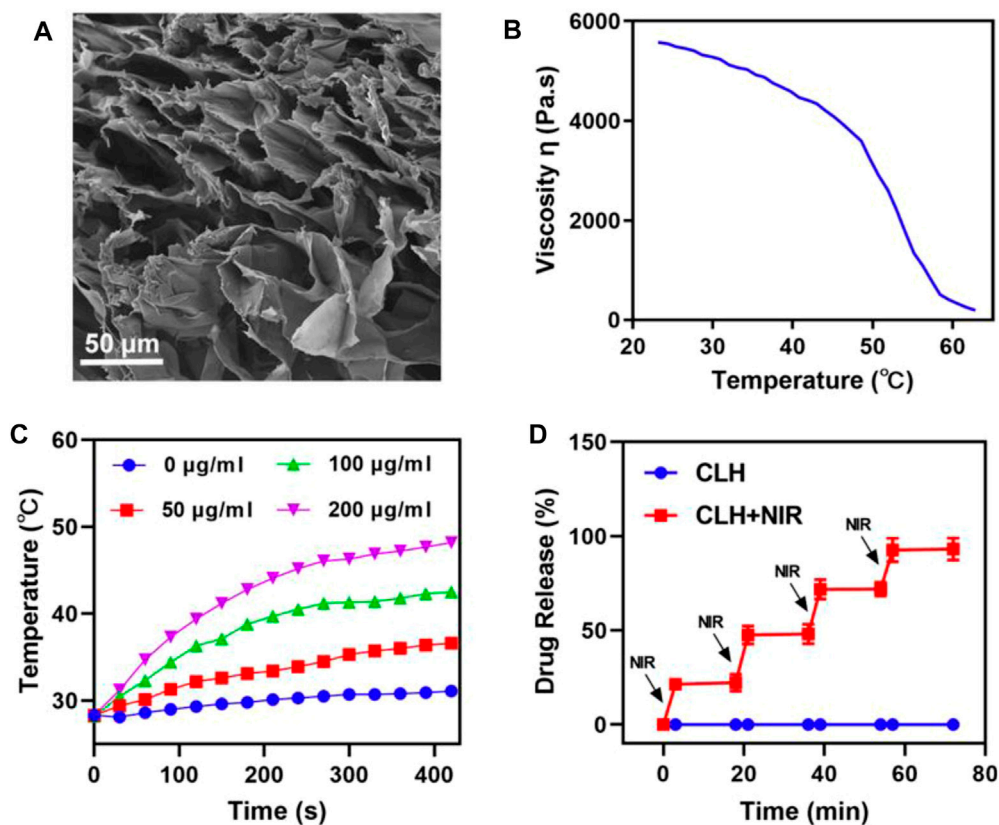 A
50 μm
B
Viscosity η (Pa.s)
6000
4000
2000
0
20 30 40 50 60
Temperature (°C)
C
Temperature (°C)
60
50
40
30
0 μg/ml
50 μg/ml
100 μg/ml
200 μg/ml
0 100 200 300 400
Time (s)
D
Drug Release (%)
150
100
50
0
CLH
CLH+NIR
NIR
NIR
NIR
NIR
0 20 40 60 80
Time (min)